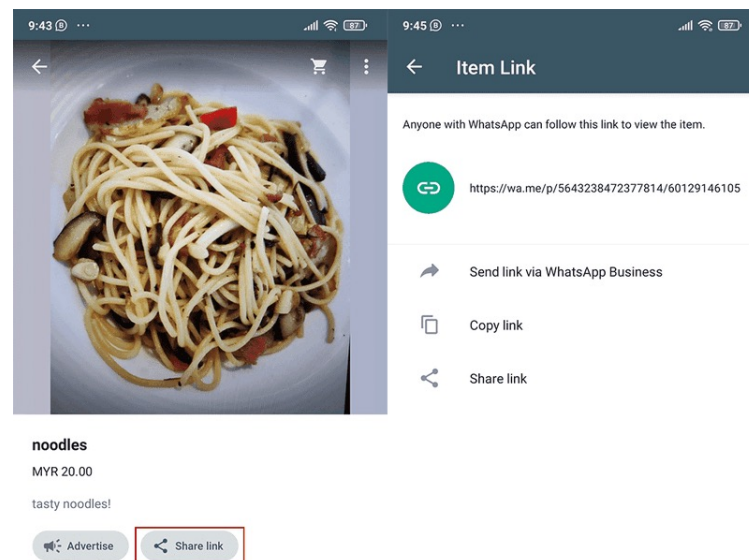 9:43 B ...
87
noodles
MYR 20.00
tasty noodles!
Advertise
Share link
9:45 B ...
87
Item Link
Anyone with WhatsApp can follow this link to view the item.
https://wa.me/p/5643238472377814/60129146105
Send link via WhatsApp Business
Copy link
Share link